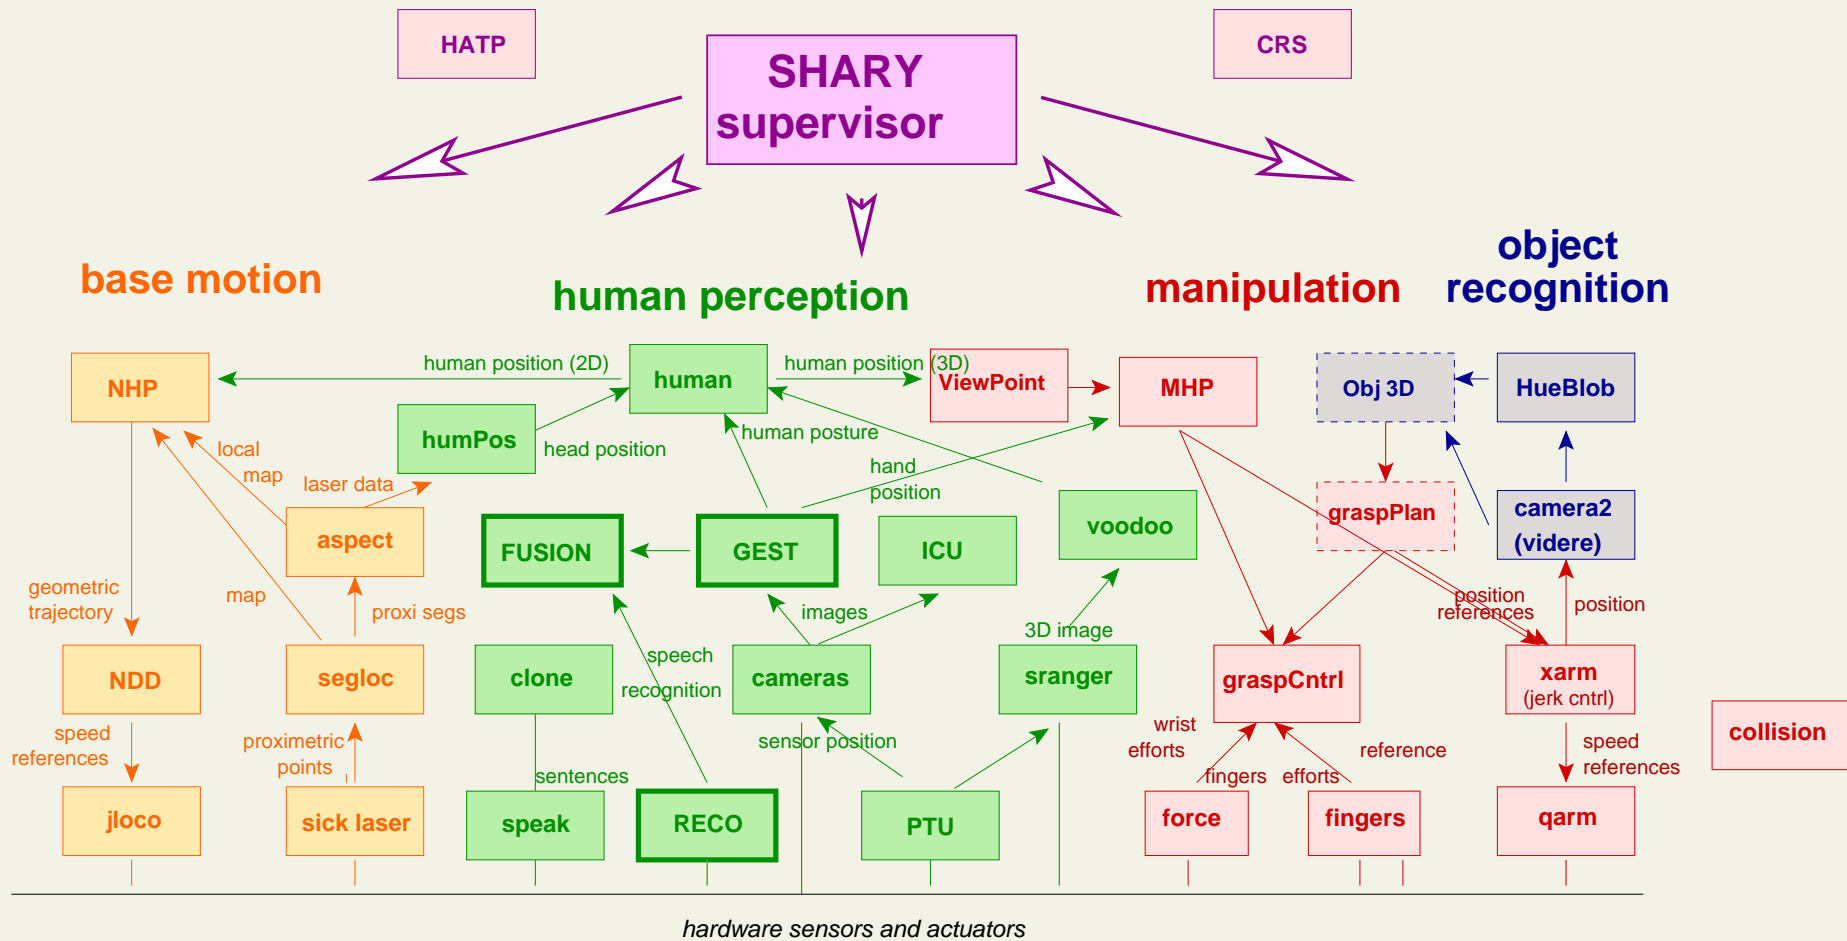 HATP
CRS
SHARY
supervisor
object
recognition
base motion
human perception
manipulation
human position (2D)
human
human position (3D)
ViewPoint
MHP
Obj 3D
HueBlob
NHP
humPos
head position
human posture
local
map
laser data
hand
position
aspect
FUSION
GEST
ICU
voodoo
graspPlan
camera2
(videre)
geometric
trajectory
map
proxi segs
images
3D image
position
references
position
NDD
segloc
clone
speech
recognition
cameras
sranger
graspCntrl
xarm
(jerk cntrl)
speed
references
proximetric
points
sensor position
wrist
efforts
reference
speed
references
collision
sentences
fingers
efforts
jloco
sick laser
speak
RECO
PTU
force
fingers
qarm
hardware sensors and actuators